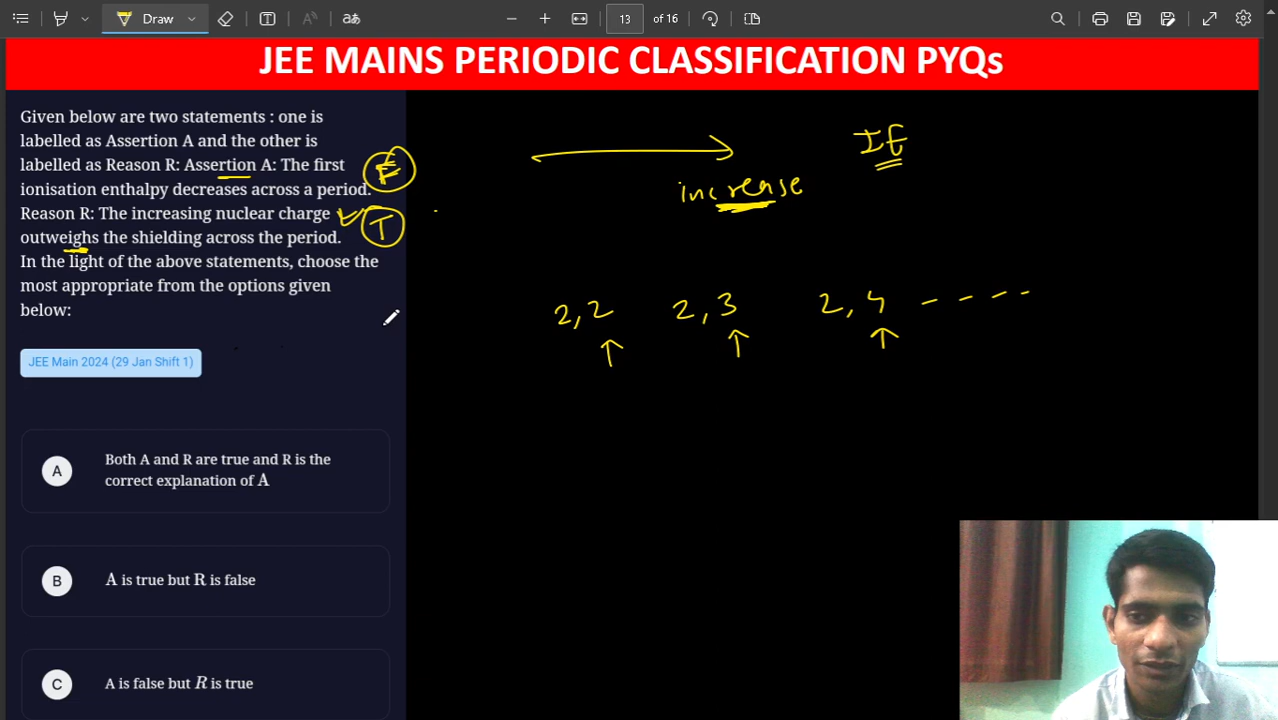 Draw
13
of 16
JEE MAINS PERIODIC CLASSIFICATION PYQs
Given below are two statements : one is
labelled as Assertion A and the other is
labelled as Reason R: Assertion A: The first
ionisation enthalpy decreases across a period.
Reason R: The increasing nuclear charge
outweighs the shielding across the period.
In the light of the above statements, choose the
most appropriate from the options given
below:
F
T
IE
increase
2,2 2,3 2,4 ----
JEE Main 2024 (29 Jan Shift 1)
A
Both A and R are true and R is the
correct explanation of A
B
A is true but R is false
C
A is false but R is true